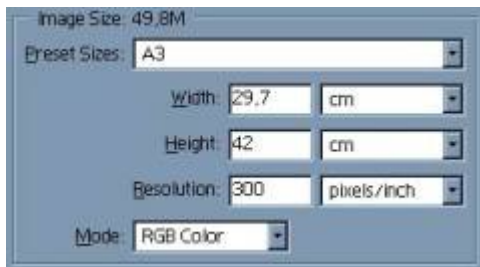 Image Size: 49,8M
Preset Sizes: A3
Width: 29,7 cm
Height: 42 cm
Resolution: 300 pixels/inch
Mode: RGB Color